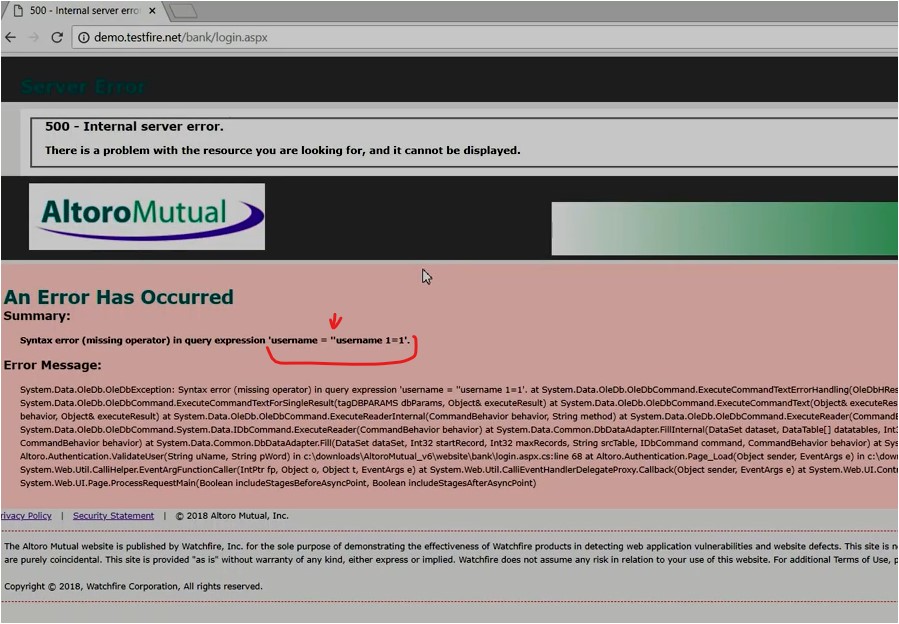 500 - Internal server erro
demo.testfire.net/bank/login.aspx
Server Error
500 - Internal server error.
There is a problem with the resource you are looking for, and it cannot be displayed.
AltoroMutual
An Error Has Occurred
Summary:
Syntax error (missing operator) in query expression 'username = ''username 1=1'.
Error Message:
System.Data.OleDb.OleDbException: Syntax error (missing operator) in query expression 'username = ''username 1=1'. at System.Data.OleDb.OleDbCommand.ExecuteCommandTextErrorHandling(OleDbHRes
System.Data.OleDb.OleDbCommand.ExecuteCommandTextForSingleResult(tagDBPARAMS dbParams, Object& executeResult) at System.Data.OleDb.OleDbCommand.ExecuteCommandText(Object& executeRes
behavior, Object& executeResult) at System.Data.OleDb.OleDbCommand.ExecuteReaderInternal(CommandBehavior behavior, String method) at System.Data.OleDb.OleDbCommand.ExecuteReader(CommandB
System.Data.OleDb.OleDbCommand.System.Data.IDbCommand.ExecuteReader(CommandBehavior behavior) at System.Data.Common.DbDataAdapter.FillInternal(DataSet dataset, DataTable[] datatables, Int3
CommandBehavior behavior) at System.Data.Common.DbDataAdapter.Fill(DataSet dataSet, Int32 startRecord, Int32 maxRecords, String srcTable, IDbCommand command, CommandBehavior behavior) at Sys
Altoro.Authentication.ValidateUser(String uName, String pWord) in c:\downloads\AltoroMutual_v6\website\bank\login.aspx.cs:line 68 at Altoro.Authentication.Page_Load(Object sender, EventArgs e) in c:\down
System.Web.Util.CalliHelper.EventArgFunctionCaller(IntPtr fp, Object o, Object t, EventArgs e) at System.Web.Util.CalliEventHandlerDelegateProxy.Callback(Object sender, EventArgs e) at System.Web.UI.Contr
System.Web.UI.Page.ProcessRequestMain(Boolean includeStagesBeforeAsyncPoint, Boolean includeStagesAfterAsyncPoint)
rivacy Policy | Security Statement | © 2018 Altoro Mutual, Inc.
The Altoro Mutual website is published by Watchfire, Inc. for the sole purpose of demonstrating the effectiveness of Watchfire products in detecting web application vulnerabilities and website defects. This site is n
are purely coincidental. This site is provided "as is" without warranty of any kind, either express or implied. Watchfire does not assume any risk in relation to your use of this website. For additional Terms of Use, p
Copyright © 2018, Watchfire Corporation, All rights reserved.